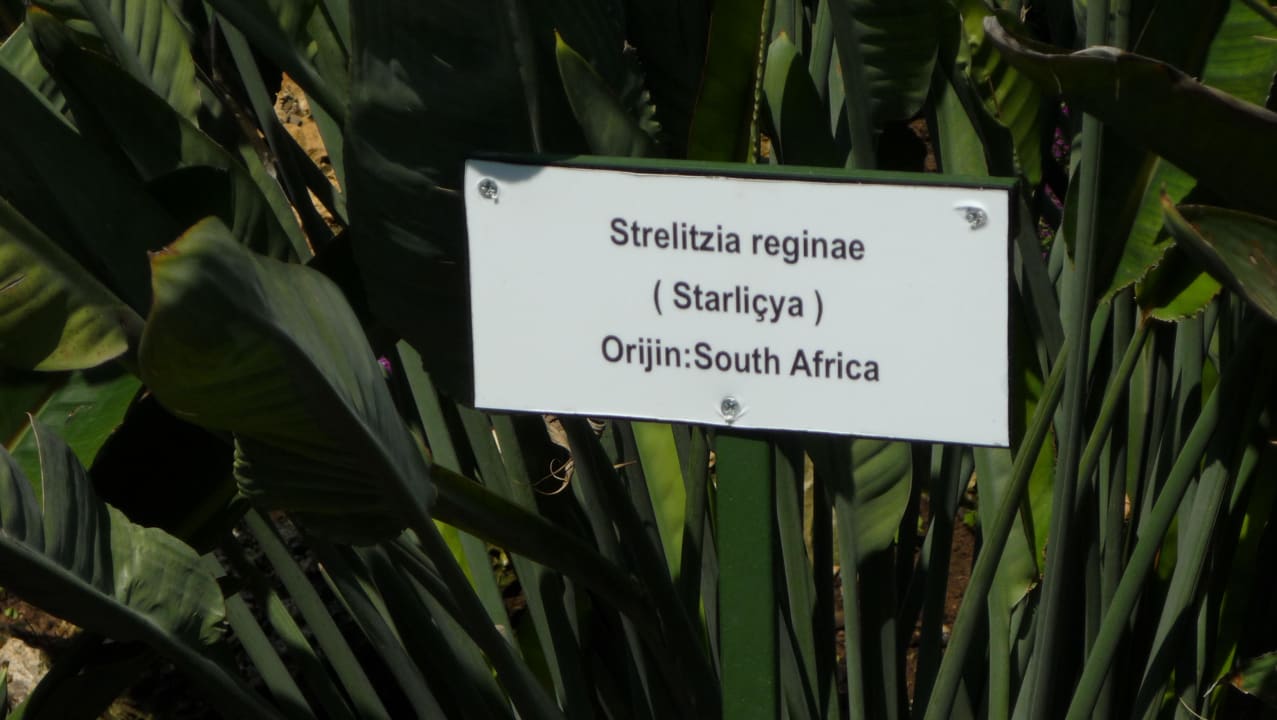 Strelitzia reginae
( Starliçya )
Orijin:South Africa